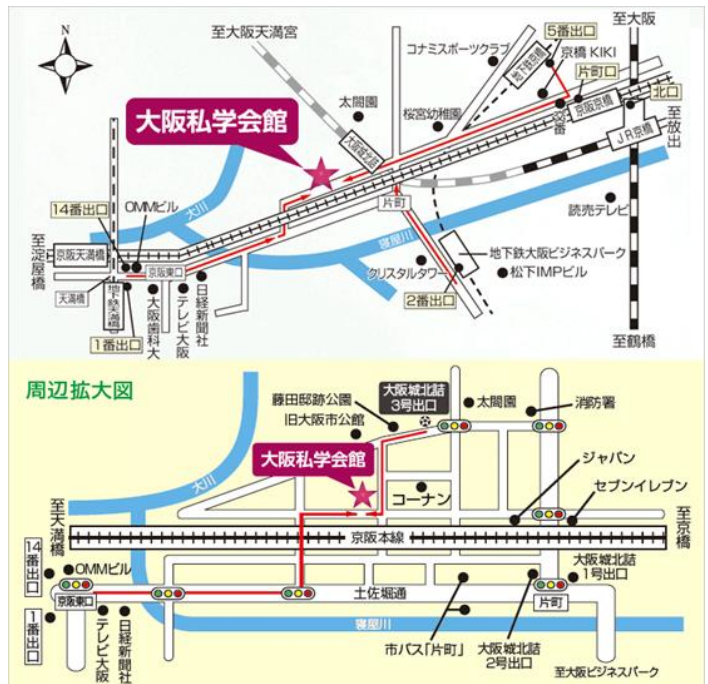 至大阪天満宮
コナミスポーツクラブ
5番出口
至大阪
地下鉄京橋
京橋 KIKI
片町口
北口
太閤園
桜宮幼稚園
交番
京阪京橋
大阪私学会館
大阪城北詰
JR京橋
至放出
14番出口
OMMビル
大川
片町
読売テレビ
至淀屋橋
京阪天満橋
京阪東口
寝屋川
天満橋
地下鉄天満橋
1番出口
大阪歯科大
テレビ大阪
日経新聞社
クリスタルタワー
2番出口
地下鉄大阪ビジネスパーク
松下IMPビル
至鶴橋
周辺拡大図
藤田邸跡公園
大阪城北詰
3号出口
太閤園
消防署
旧大阪市公館
大阪私学会館
大川
コーナン
ジャパン
セブンイレブン
至天満橋
京阪本線
至京橋
14番出口
OMMビル
大阪城北詰
1号出口
京阪東口
土佐堀通
片町
1番出口
テレビ大阪
日経新聞社
寝屋川
市バス「片町」
大阪城北詰
2号出口
至大阪ビジネスパーク